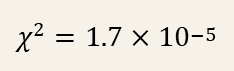 χ² = 1.7 × 10−⁵